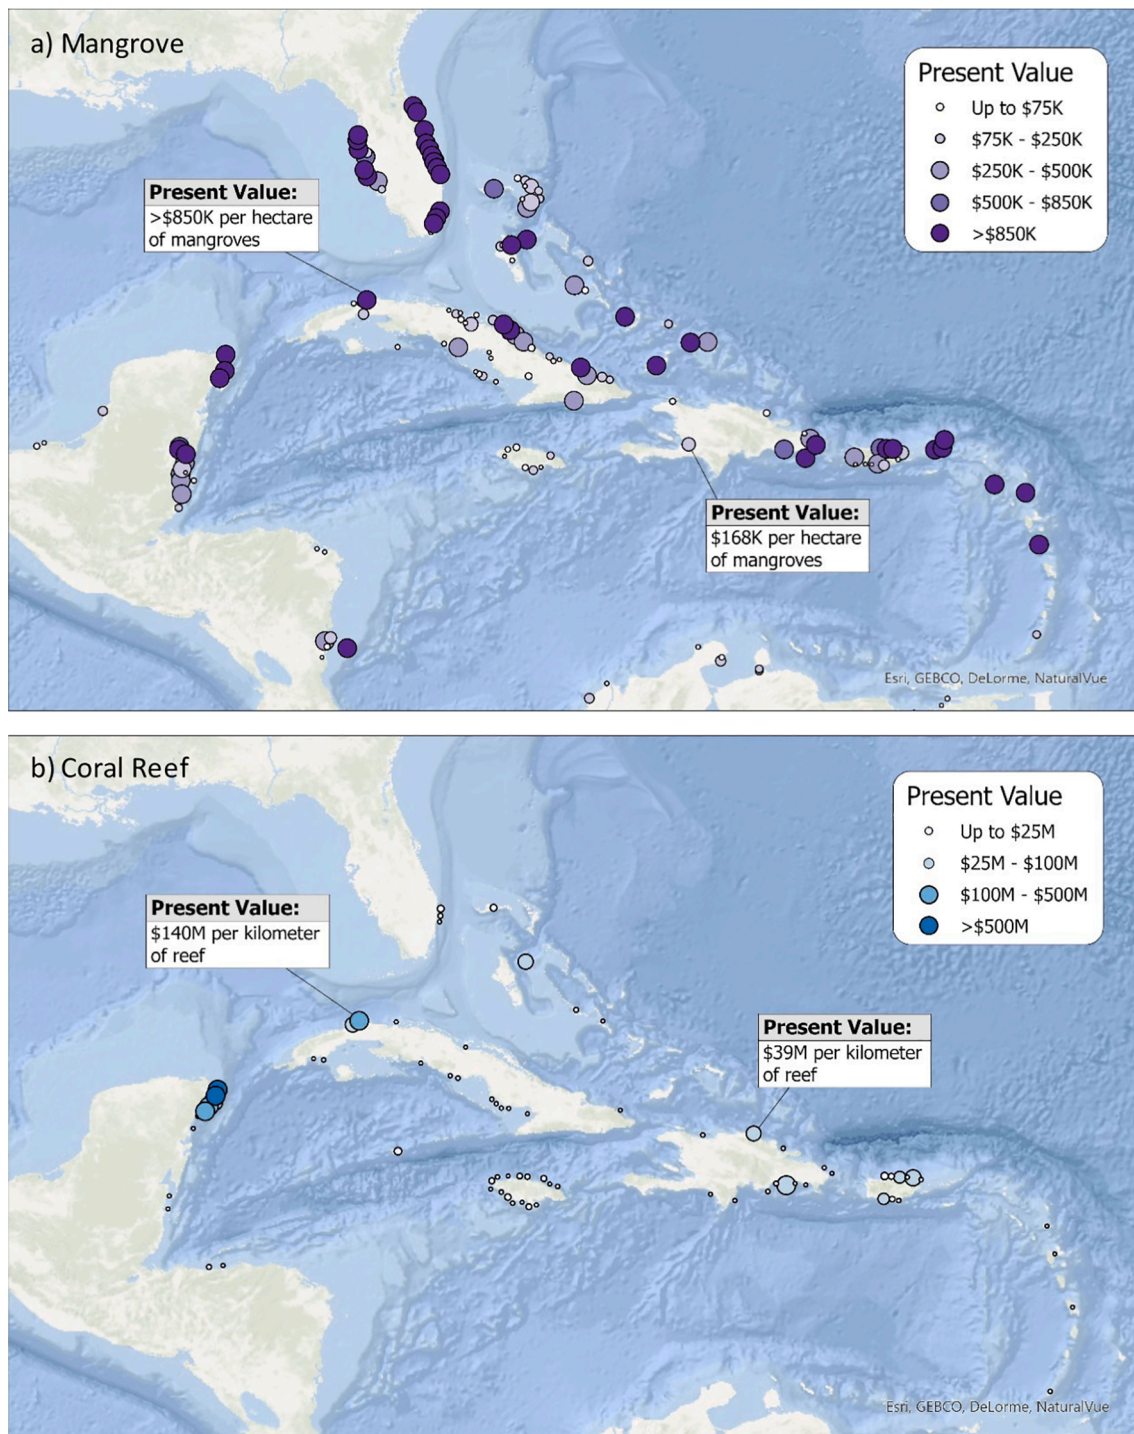 a) Mangrove
Present Value
Up to $75K
$75K - $250K
$250K - $500K
$500K - $850K
>$850K
Present Value:
>$850K per hectare
of mangroves
Present Value:
$168K per hectare
of mangroves
Esri, GEBCO, DeLorme, NaturalVue
b) Coral Reef
Present Value
Up to $25M
$25M - $100M
$100M - $500M
>$500M
Present Value:
$140M per kilometer
of reef
Present Value:
$39M per kilometer
of reef
Esri, GEBCO, DeLorme, NaturalVue